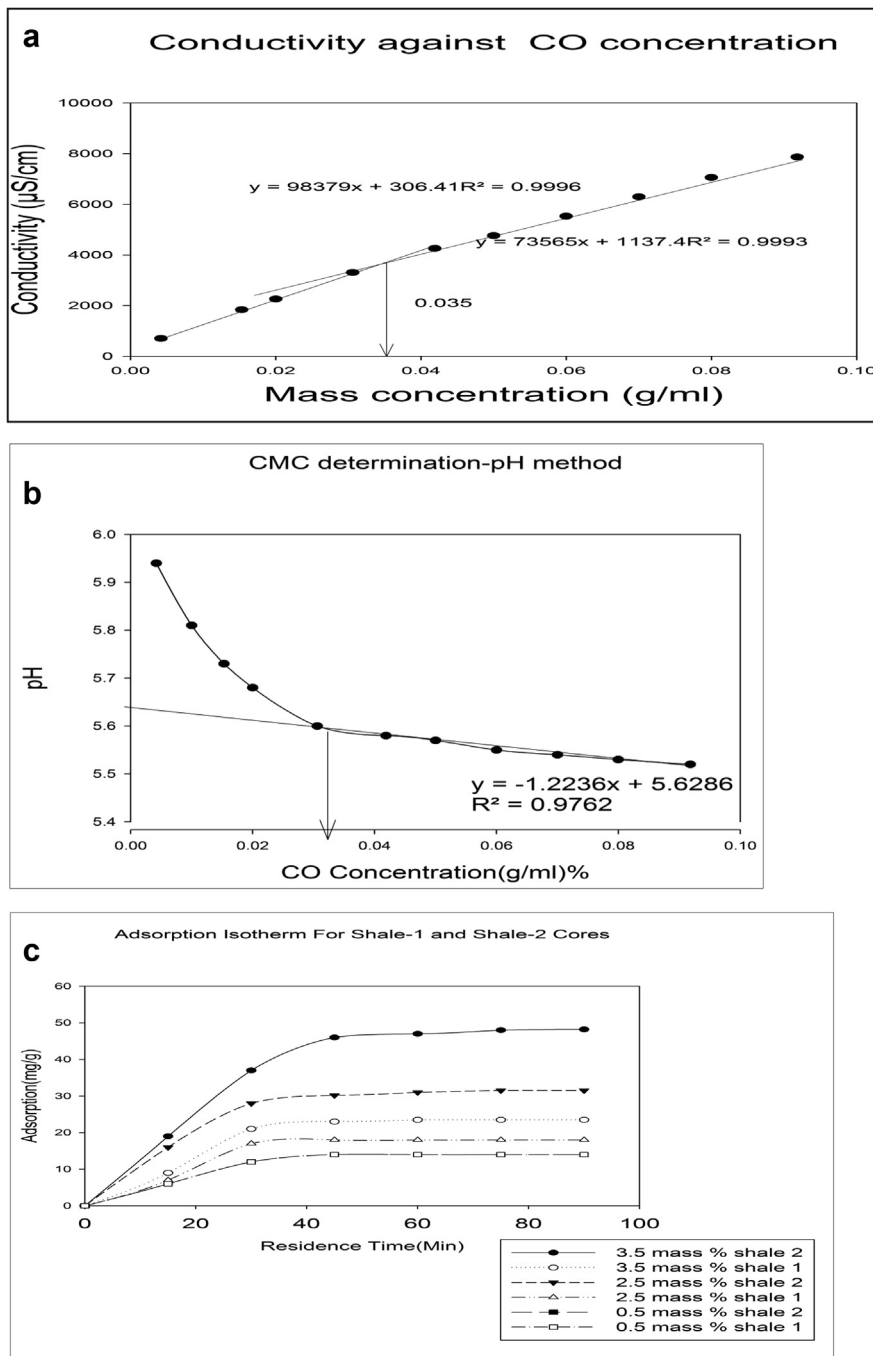 a
Conductivity against CO concentration
Conductivity (µS/cm)
10000
8000
6000
4000
2000
0
y = 98379x + 306.41R² = 0.9996
y = 73565x + 1137.4R² = 0.9993
0.035
0.00 0.02 0.04 0.06 0.08 0.10
Mass concentration (g/ml)
b
CMC determination-pH method
pH
6.0
5.9
5.8
5.7
5.6
5.5
5.4
y = -1.2236x + 5.6286
R² = 0.9762
0.00 0.02 0.04 0.06 0.08 0.10
CO Concentration(g/ml)%
c
Adsorption Isotherm For Shale-1 and Shale-2 Cores
Adsorption(mg/g)
60
50
40
30
20
10
0
0 20 40 60 80 100
Residence Time(Min)
3.5 mass % shale 2
3.5 mass % shale 1
2.5 mass % shale 2
2.5 mass % shale 1
0.5 mass % shale 2
0.5 mass % shale 1